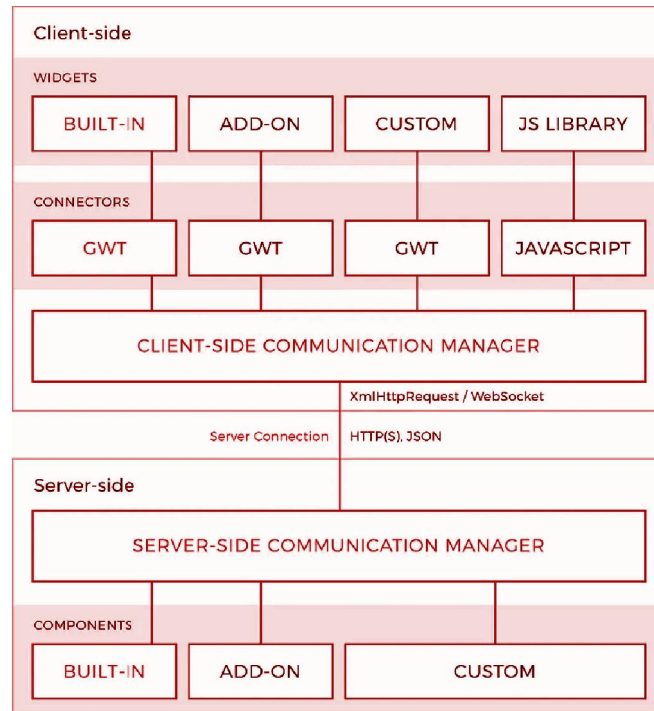 Client-side
WIDGETS
BUILT-IN ADD-ON CUSTOM JS LIBRARY
CONNECTORS
GWT GWT GWT JAVASCRIPT
CLIENT-SIDE COMMUNICATION MANAGER
XmlHttpRequest / WebSocket
Server Connection HTTP(S), JSON
Server-side
SERVER-SIDE COMMUNICATION MANAGER
COMPONENTS
BUILT-IN ADD-ON CUSTOM